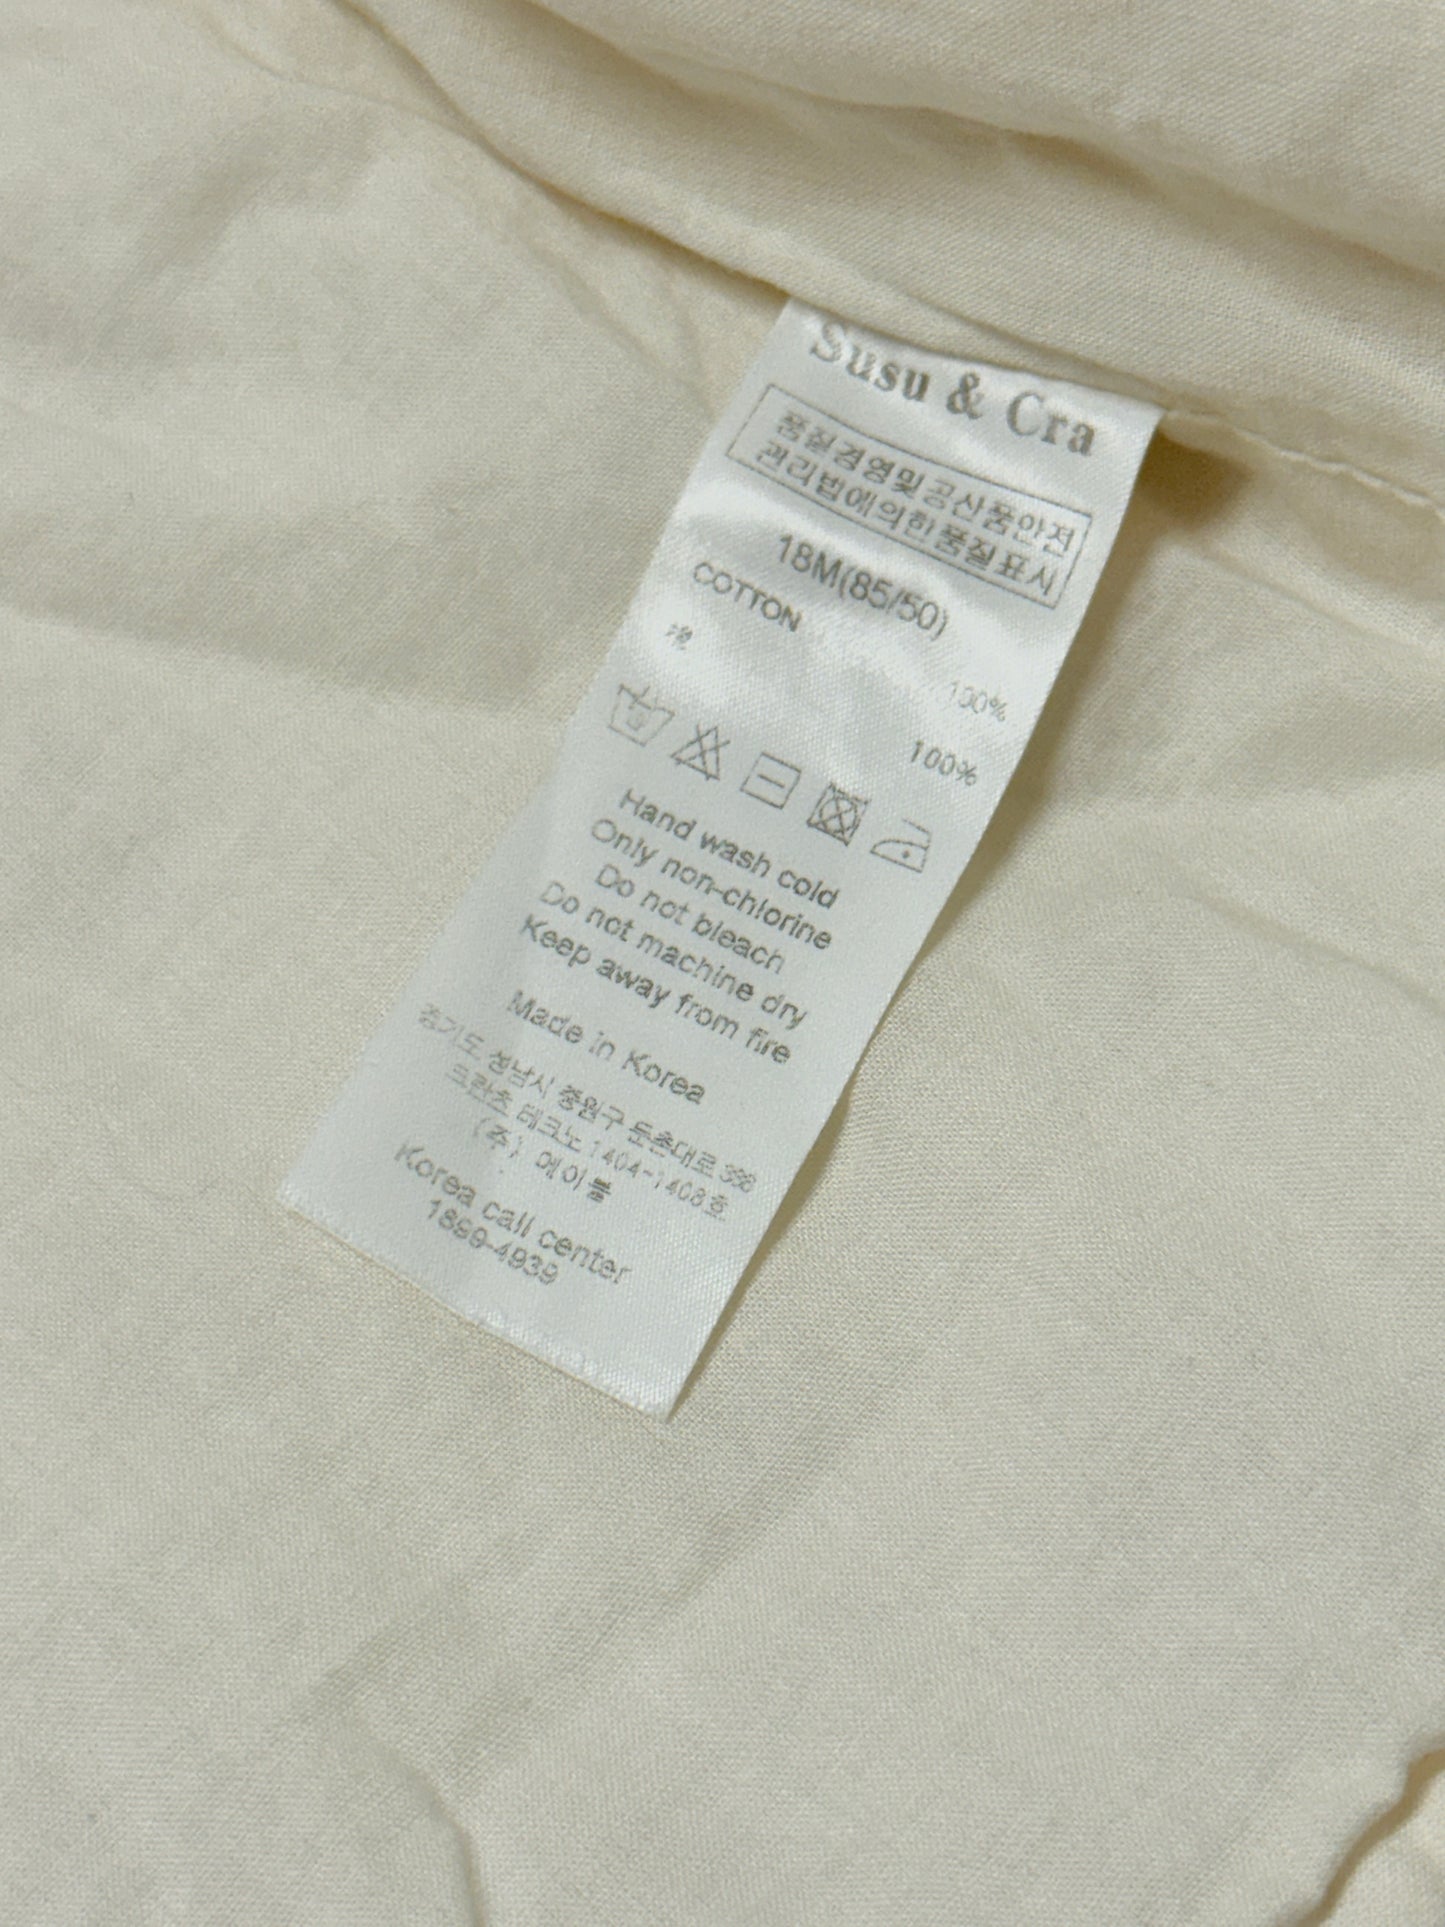 Susu & Cra
품질경영및공산품안전
관리법에의한품질표시
18M(85/50)
COTTON 100%
100%
Hand wash cold
Only non-chlorine
Do not bleach
Do not machine dry
Keep away from fire
Made in Korea
경기도 성남시 중원구 둔촌대로 388
크란츠 테크노 1404-1408호
(주) 메이블
Korea call center
1899-4939